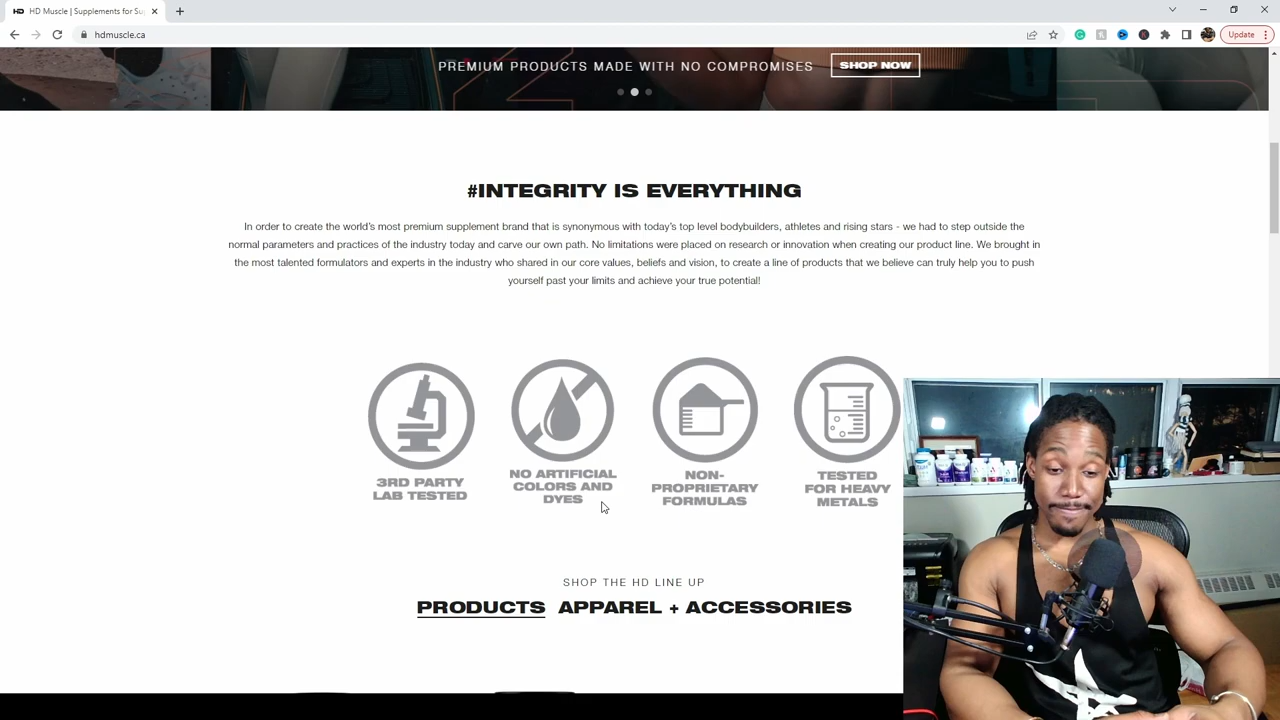 HD HD Muscle | Supplements for Su
hdmuscle.ca
Update
PREMIUM PRODUCTS MADE WITH NO COMPROMISES SHOP NOW
#INTEGRITY IS EVERYTHING
In order to create the world's most premium supplement brand that is synonymous with today's top level bodybuilders, athletes and rising stars - we had to step outside the
normal parameters and practices of the industry today and carve our own path. No limitations were placed on research or innovation when creating our product line. We brought in
the most talented formulators and experts in the industry who shared in our core values, beliefs and vision, to create a line of products that we believe can truly help you to push
yourself past your limits and achieve your true potential!
3RD PARTY
LAB TESTED
NO ARTIFICIAL
COLORS AND
DYES
NON-
PROPRIETARY
FORMULAS
TESTED
FOR HEAVY
METALS
SHOP THE HD LINE UP
PRODUCTS APPAREL + ACCESSORIES